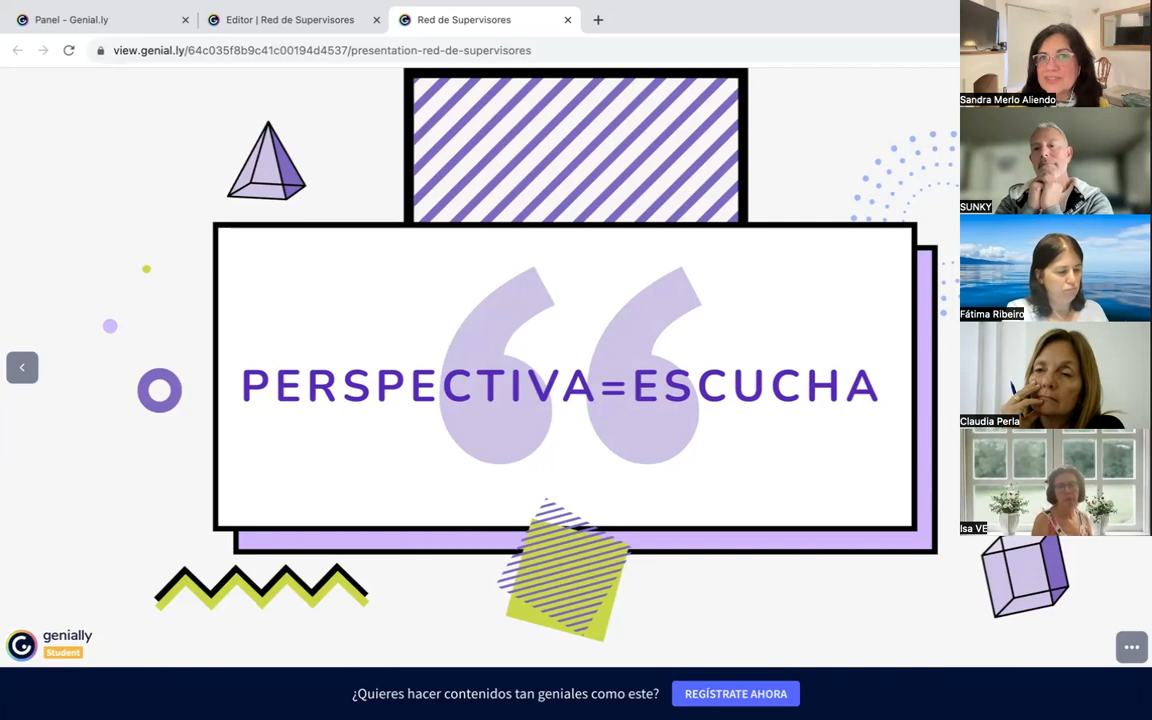 Panel - Genial.ly
Editor | Red de Supervisores
Red de Supervisores
view.genial.ly/64c035f8b9c41c00194d4537/presentation-red-de-supervisores
Sandra Merlo Aliendo
SUNKY
Fátima Ribeiro
Claudia Perla
Isa VE
PERSPECTIVA=ESCUCHA
genially
Student
¿Quieres hacer contenidos tan geniales como este?
REGÍSTRATE AHORA